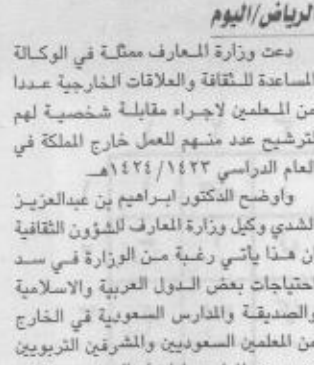 الرياض/اليوم
دعت وزارة المعارف ممثلة في الوكالة
المساعدة للثقافة والعلاقات الخارجية عددا
من المعلمين لاجراء مقابلة شخصية لهم
لترشيح عدد منهم للعمل خارج الملكة في
العام الدراسي ١٤٢٣/ ١٤٢٤هـ
واوضح الدكتور ابراهيم بن عبدالعزيز
الشدي وكيل وزارة المعارف للشؤون الثقافية
ان هذا يأتي رغبة من الوزارة في سد
احتياجات بعض الدول العربية والاسلامية
والصديقة والمدارس السعودية في الخارج
من المعلمين السعوديين والمشرفين التربويين